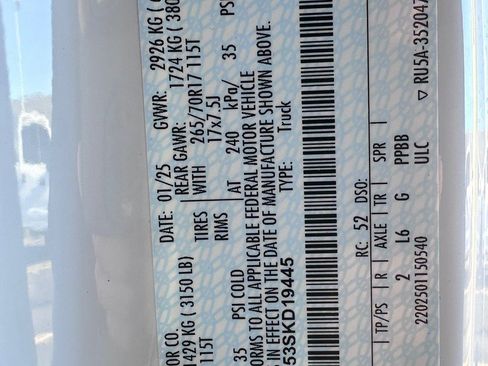 OR CO.
DATE: 01/25 GVWR: 2926 KG (
1429 KG ( 3150 LB) REAR GAWR: 1724 KG ( 380
115T TIRES WITH 265/70R17 115T
RIMS 17x7.5J
35 PSI COLD AT 240 kPa/ 35 PS
ORMS TO ALL APPLICABLE FEDERAL MOTOR VEHICLE
IN EFFECT ON THE DATE OF MANUFACTURE SHOWN ABOVE.
53SKD19445 TYPE: Truck
RC: 52 DSO:
TP/PS R AXLE TR SPR
2 L6 G PPBB
2202501150540 ULC ▽ RU5A-35204